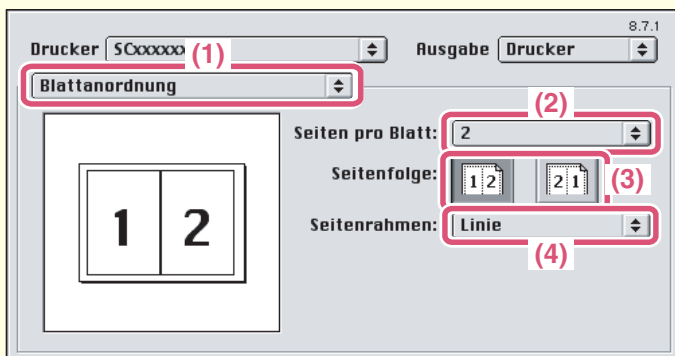 8.7.1
Drucker SCxxxxxx (1) Ausgabe Drucker
Blattanordnung
(2)
Seiten pro Blatt: 2
Seitenfolge: 1 2 2 1 (3)
1 2
Seitenrahmen: Linie
(4)